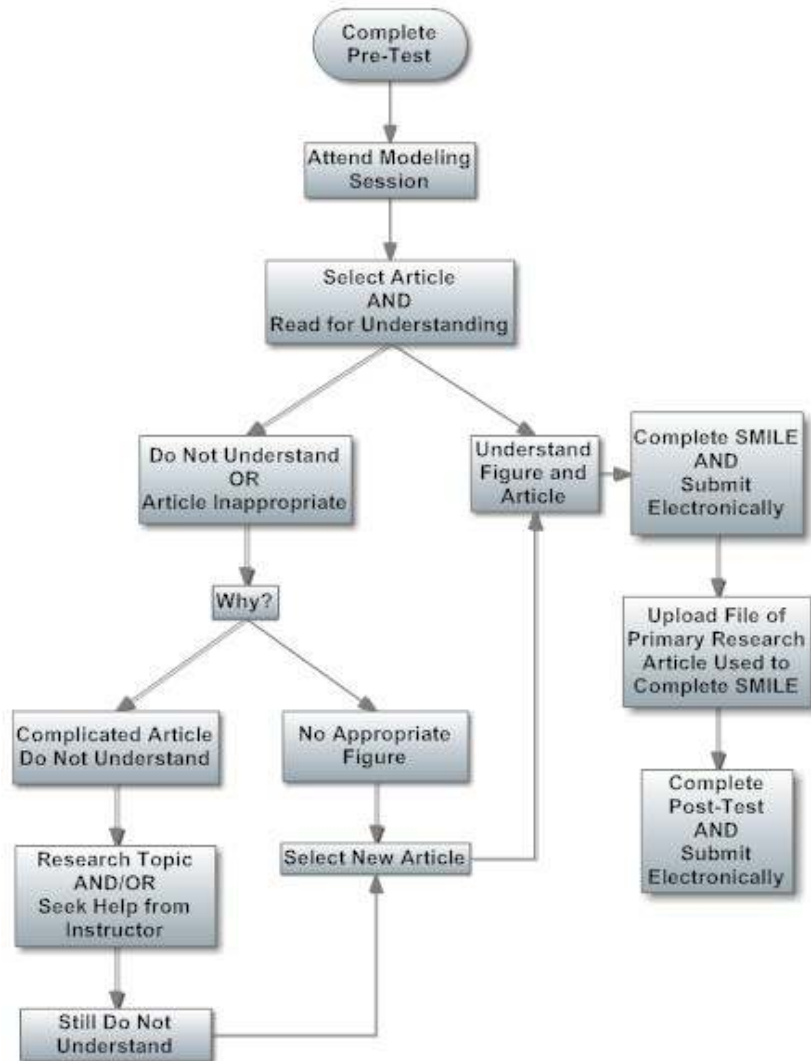 Complete
Pre-Test
Attend Modeling
Session
Select Article
AND
Read for Understanding
Do Not Understand
OR
Article Inappropriate
Understand
Figure and
Article
Complete SMILE
AND
Submit
Electronically
Why?
Upload File of
Primary Research
Article Used to
Complete SMILE
Complicated Article
Do Not Understand
No Appropriate
Figure
Complete
Post-Test
AND
Submit
Electronically
Research Topic
AND/OR
Seek Help from
Instructor
Select New Article
Still Do Not
Understand